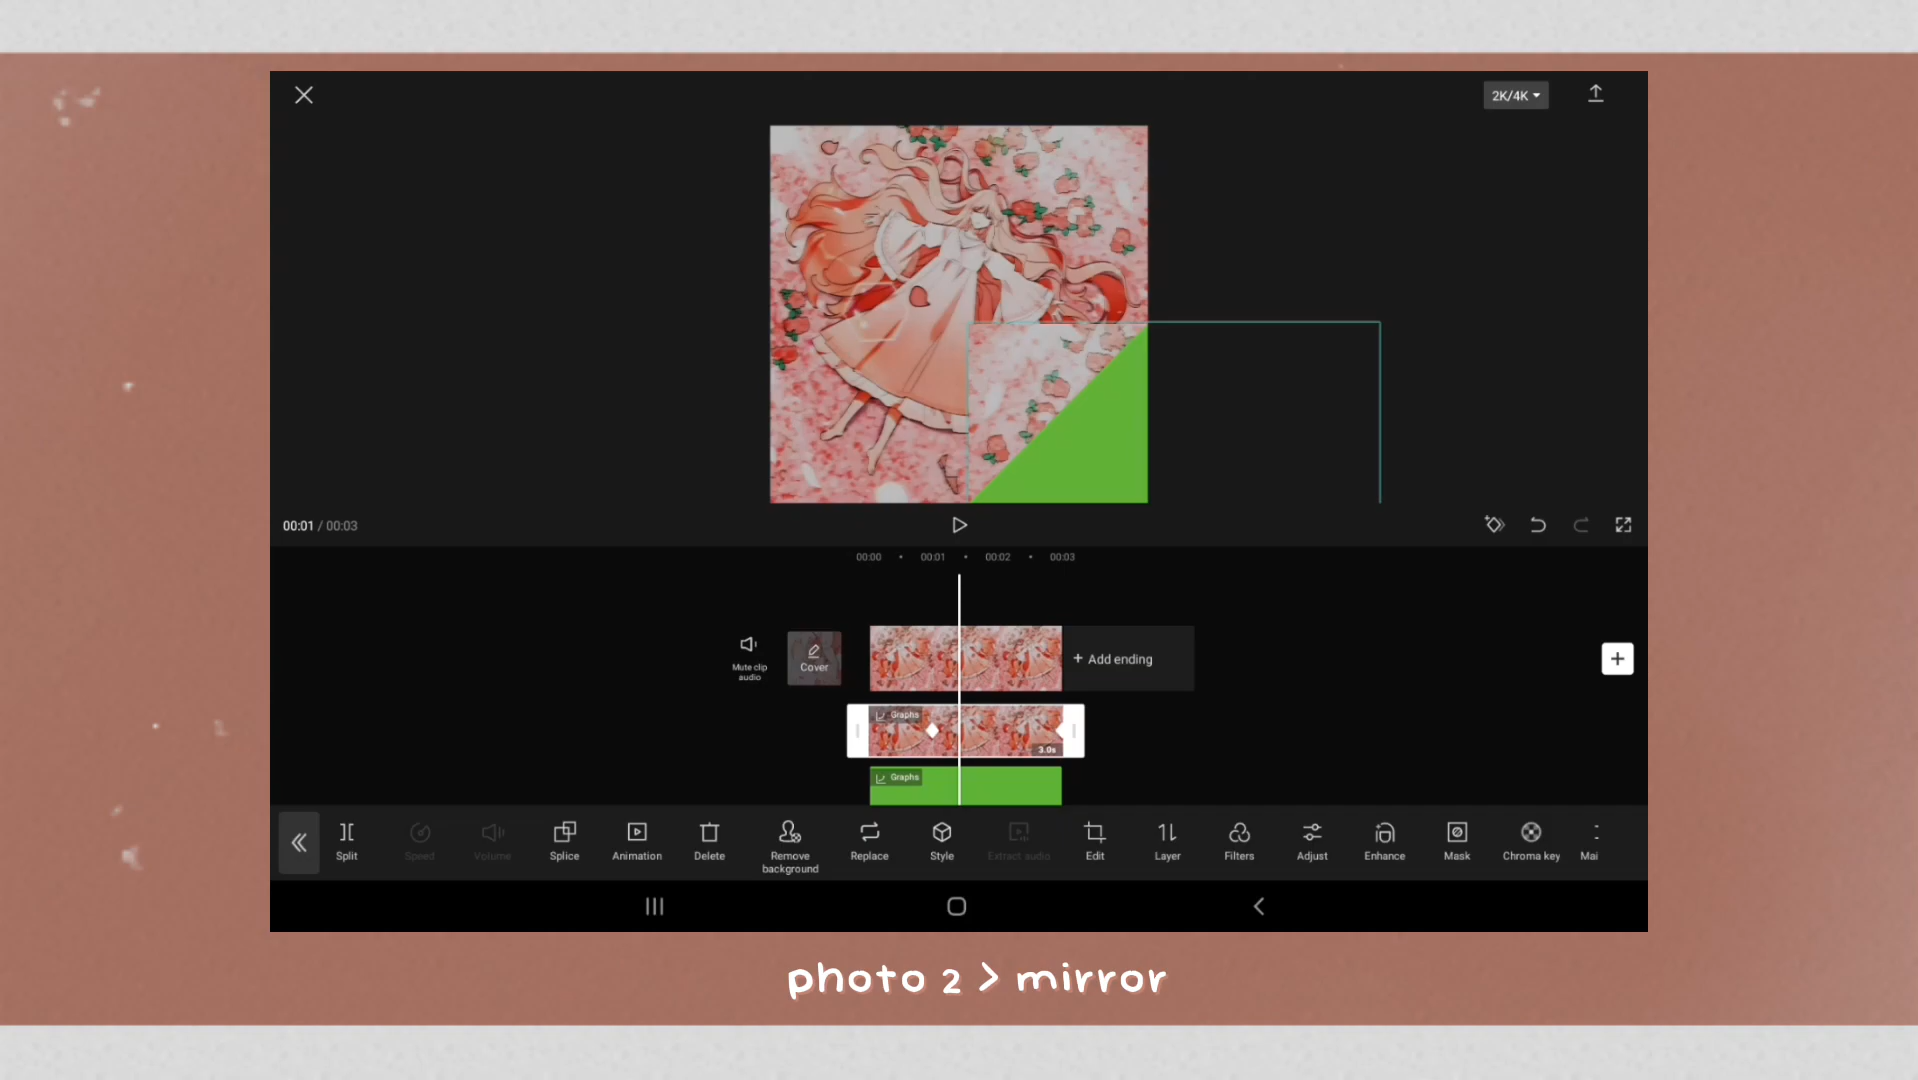 2K/4K
00:01 / 00:03
00:00 • 00:01 • 00:02 • 00:03
Mute clip
audio
Cover
+ Add ending
Graphs
3.0s
Graphs
Split
Speed
Volume
Splice
Animation
Delete
Remove
background
Replace
Style
Extract audio
Edit
Layer
Filters
Adjust
Enhance
Mask
Chroma key
Mai
photo 2 > mirror